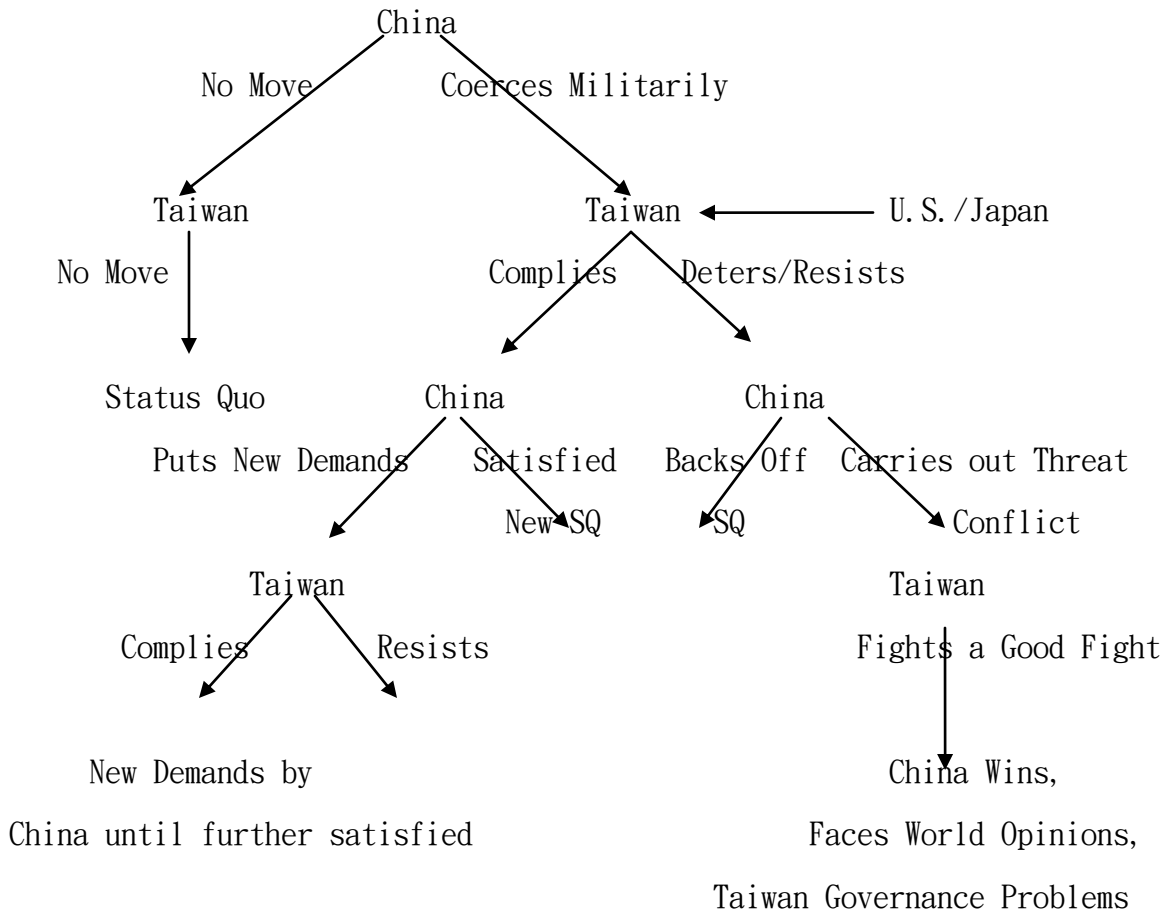 China
No Move Coerces Militarily
Taiwan Taiwan U.S./Japan
No Move Complies Deters/Resists
Status Quo China China
Puts New Demands Satisfied Backs Off Carries out Threat
New SQ SQ Conflict
Taiwan Taiwan
Complies Resists Fights a Good Fight
New Demands by China Wins,
China until further satisfied Faces World Opinions,
Taiwan Governance Problems